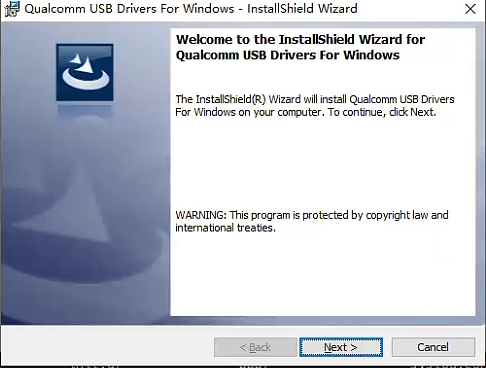 Qualcomm USB Drivers For Windows - InstallShield Wizard
Welcome to the InstallShield Wizard for
Qualcomm USB Drivers For Windows
The InstallShield(R) Wizard will install Qualcomm USB Drivers
For Windows on your computer. To continue, click Next.
WARNING: This program is protected by copyright law and
international treaties.
< Back
Next >
Cancel